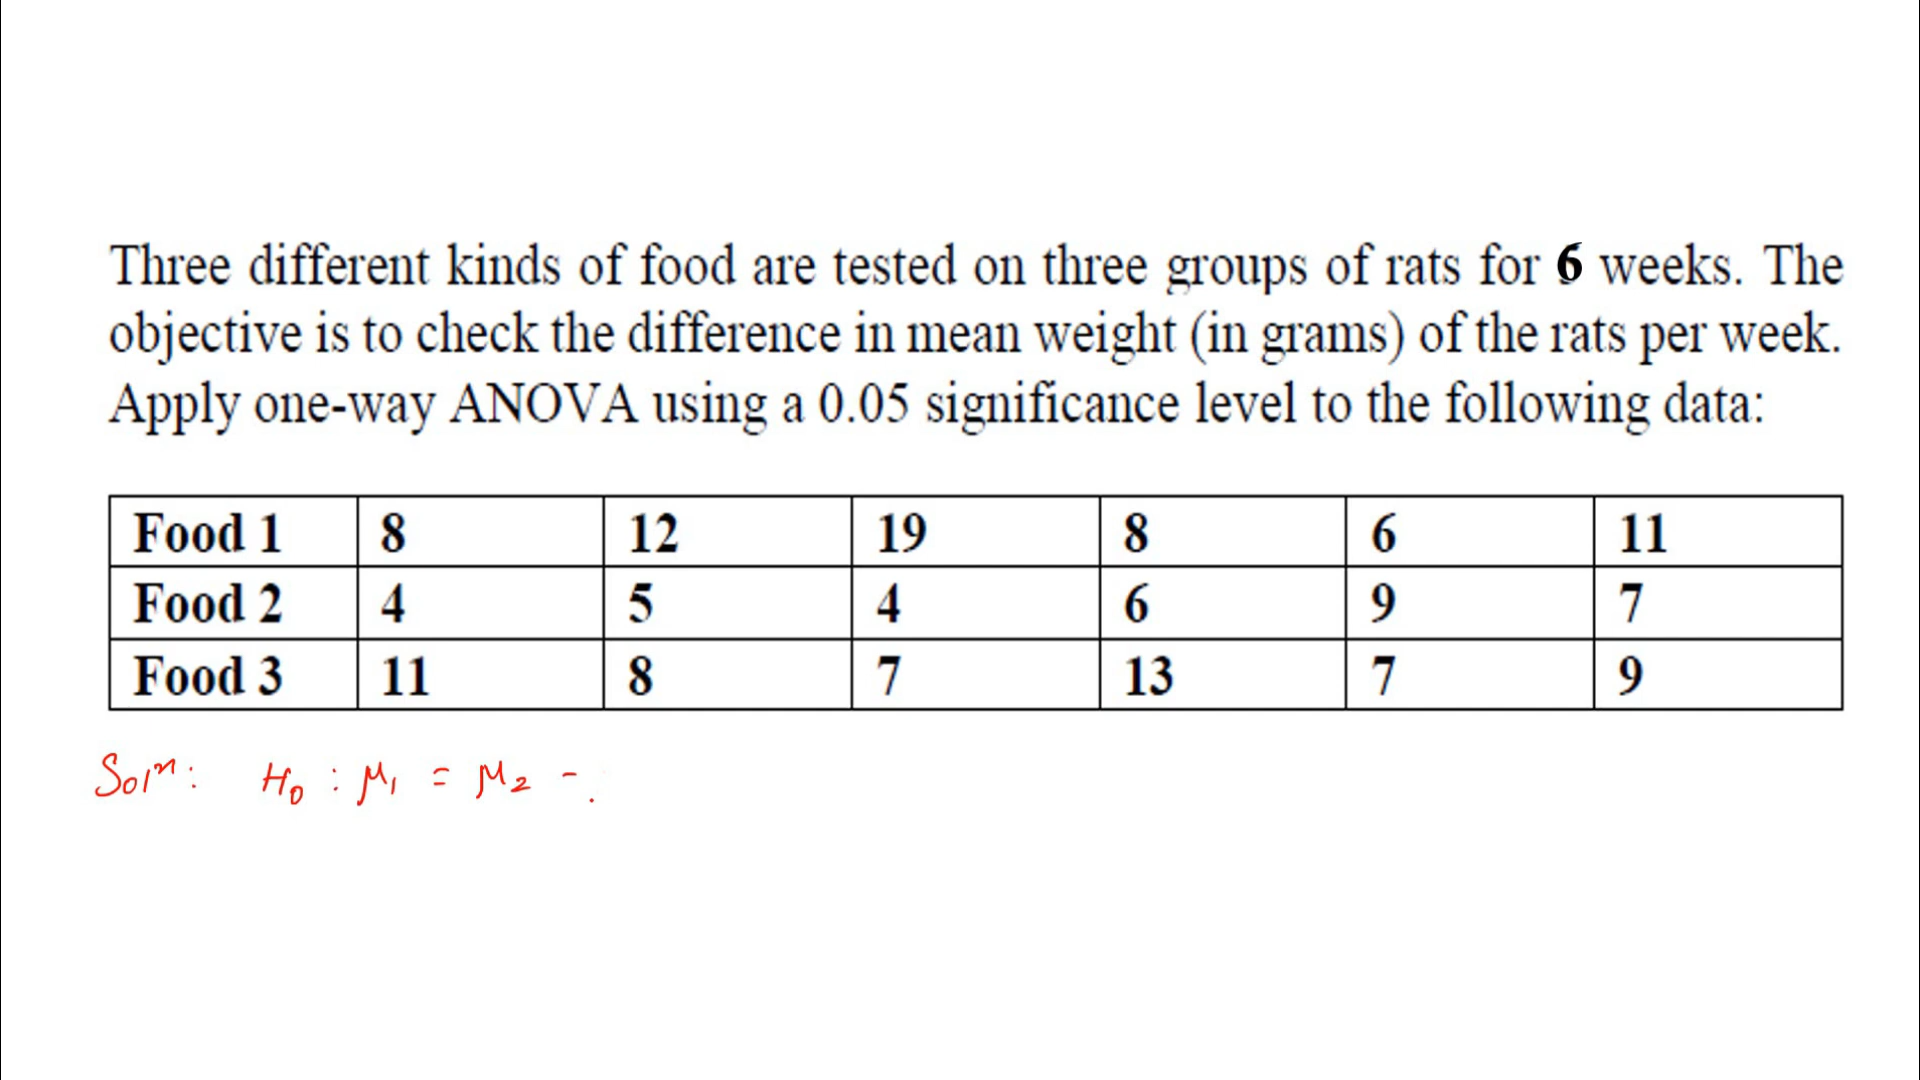 Three different kinds of food are tested on three groups of rats for 6 weeks. The
objective is to check the difference in mean weight (in grams) of the rats per week.
Apply one-way ANOVA using a 0.05 significance level to the following data:
Food 1 8 12 19 8 6 11
Food 2 4 5 4 6 9 7
Food 3 11 8 7 13 7 9
Solⁿ: H₀ : μ₁ = μ₂ -.